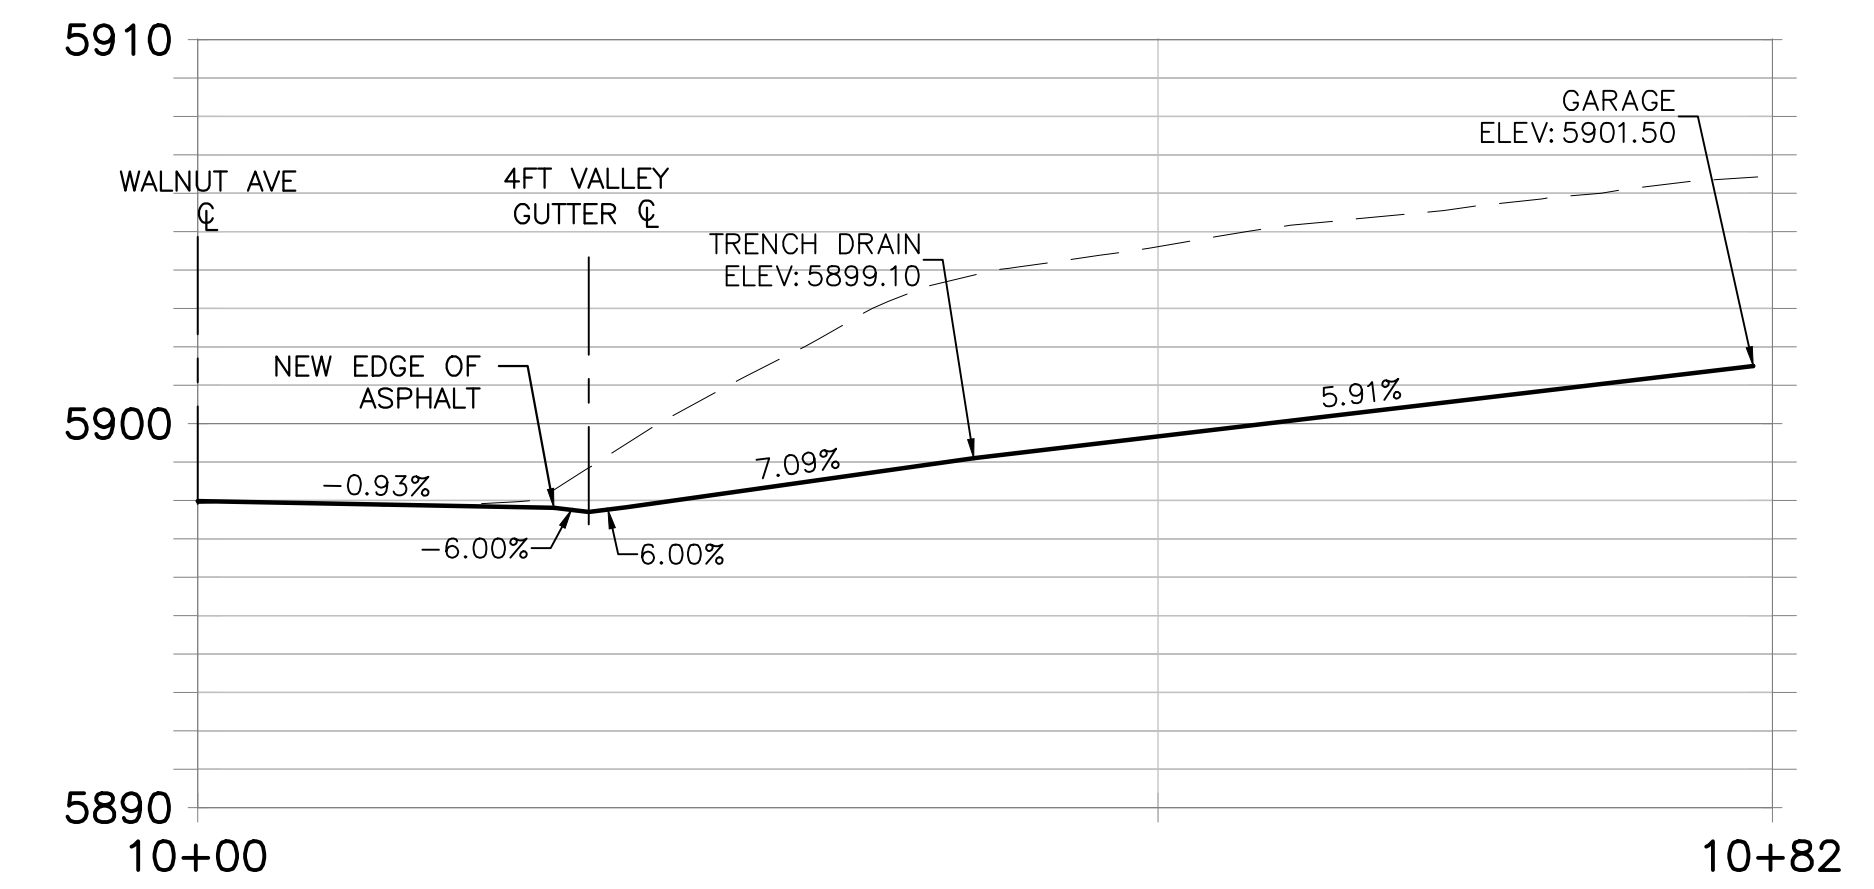 5910
GARAGE
ELEV: 5901.50
WALNUT AVE
℄
4FT VALLEY
GUTTER ℄
TRENCH DRAIN
ELEV: 5899.10
NEW EDGE OF
ASPHALT
5900
5.91%
7.09%
-0.93%
-6.00%
6.00%
5890
10+00
10+82